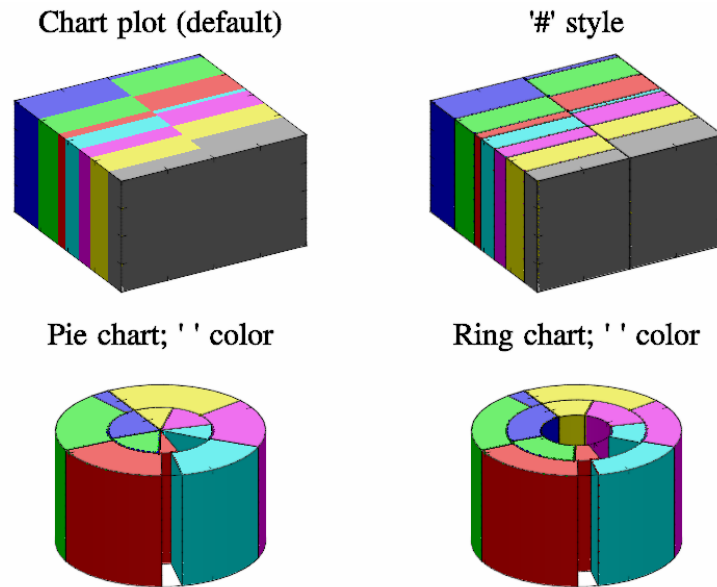 Chart plot (default)
'#' style
Pie chart; ' ' color
Ring chart; ' ' color